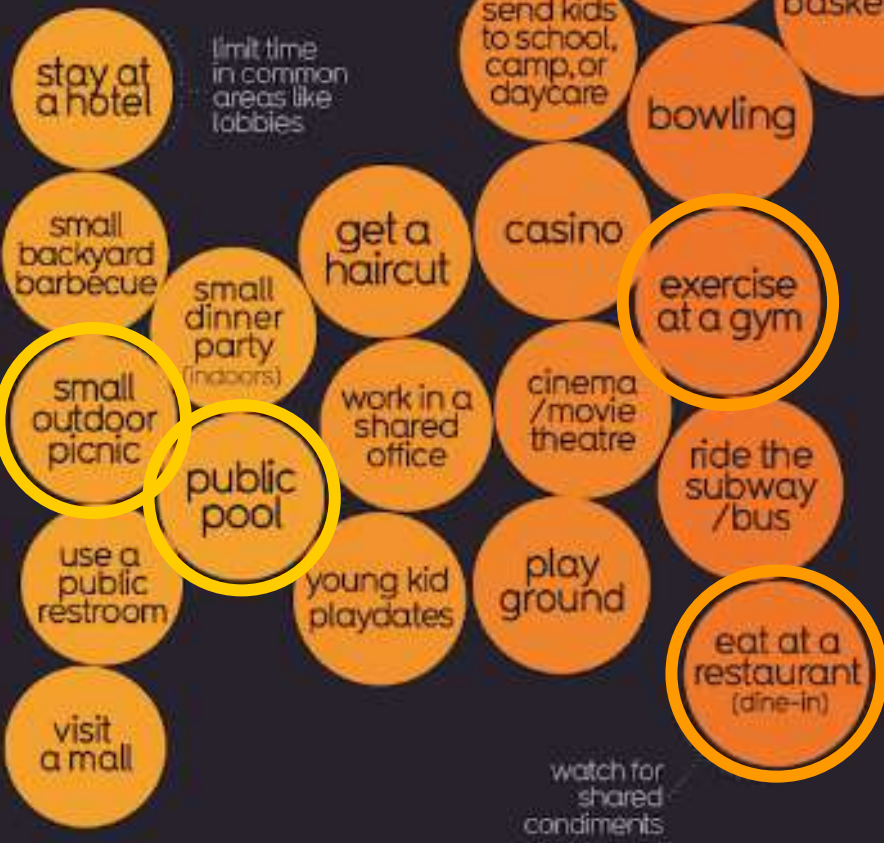 stay at
a hotel
limit time
in common
areas like
lobbies
send kids
to school,
camp, or
daycare
bowling
small
backyard
barbecue
small
dinner
party
(indoors)
get a
haircut
casino
exercise
at a gym
small
outdoor
picnic
public
pool
work in a
shared
office
cinema
/movie
theatre
ride the
subway
/bus
use a
public
restroom
young kid
playdates
play
ground
eat at a
restaurant
(dine-in)
visit
a mall
watch for
shared
condiments